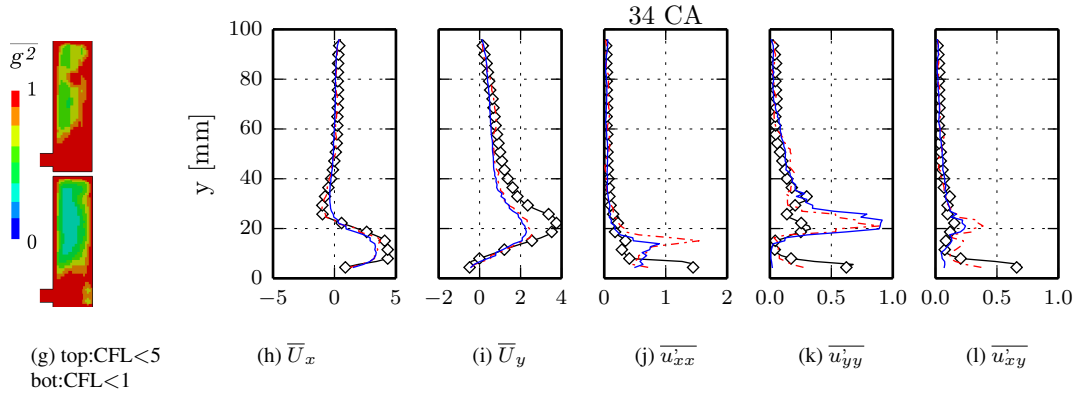 34 CA
g²
1
0
y [mm]
100
80
60
40
20
0
−5 0 5
−2 0 2 4
0 1 2
0.0 0.5 1.0
0.0 0.5 1.0
(g) top:CFL<5
bot:CFL<1
(h) U̅x
(i) U̅y
(j) u'xx
(k) u'yy
(l) u'xy